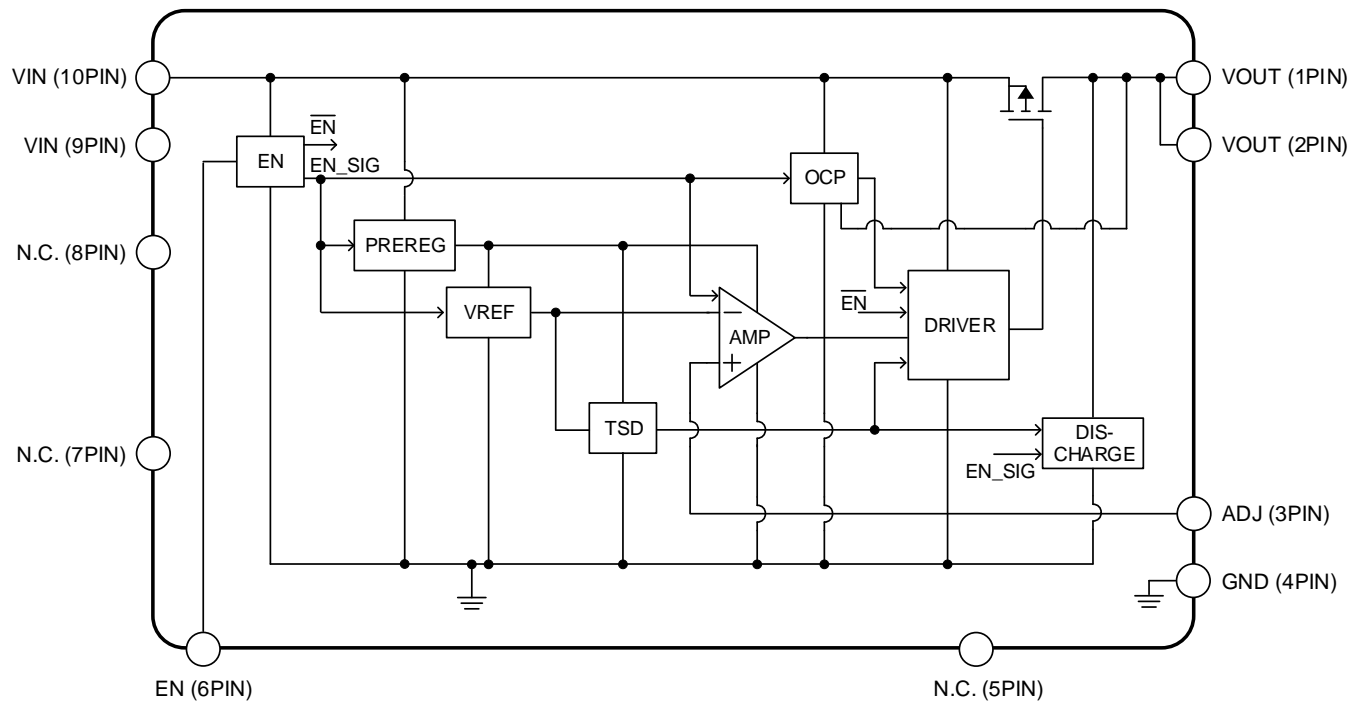 VIN (10PIN)
VOUT (1PIN)
VIN (9PIN)
VOUT (2PIN)
EN
EN
EN_SIG
OCP
N.C. (8PIN)
PREREG
VREF
AMP
−
+
EN
DRIVER
TSD
DIS-
CHARGE
EN_SIG
N.C. (7PIN)
ADJ (3PIN)
GND (4PIN)
EN (6PIN)
N.C. (5PIN)